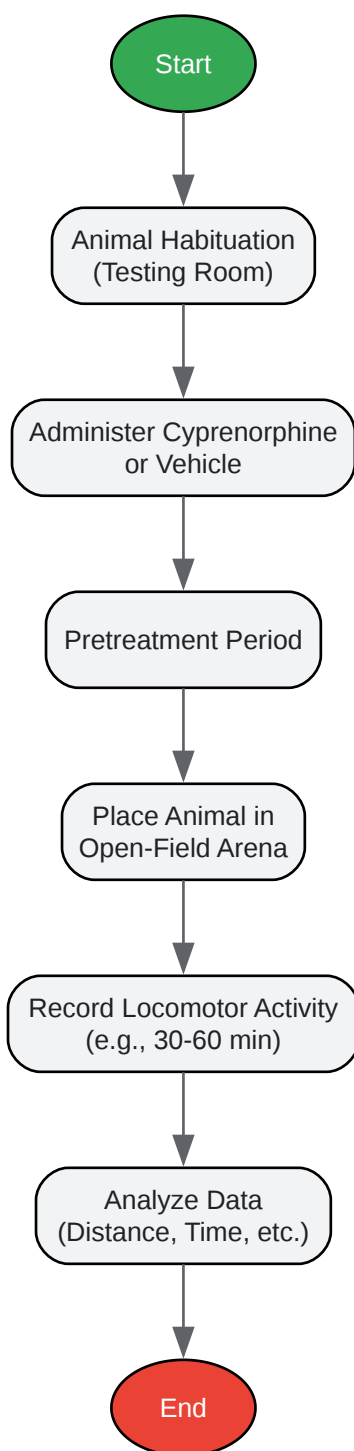 Start
Animal Habituation
(Testing Room)
Administer Cyprenorphine
or Vehicle
Pretreatment Period
Place Animal in
Open-Field Arena
Record Locomotor Activity
(e.g., 30-60 min)
Analyze Data
(Distance, Time, etc.)
End